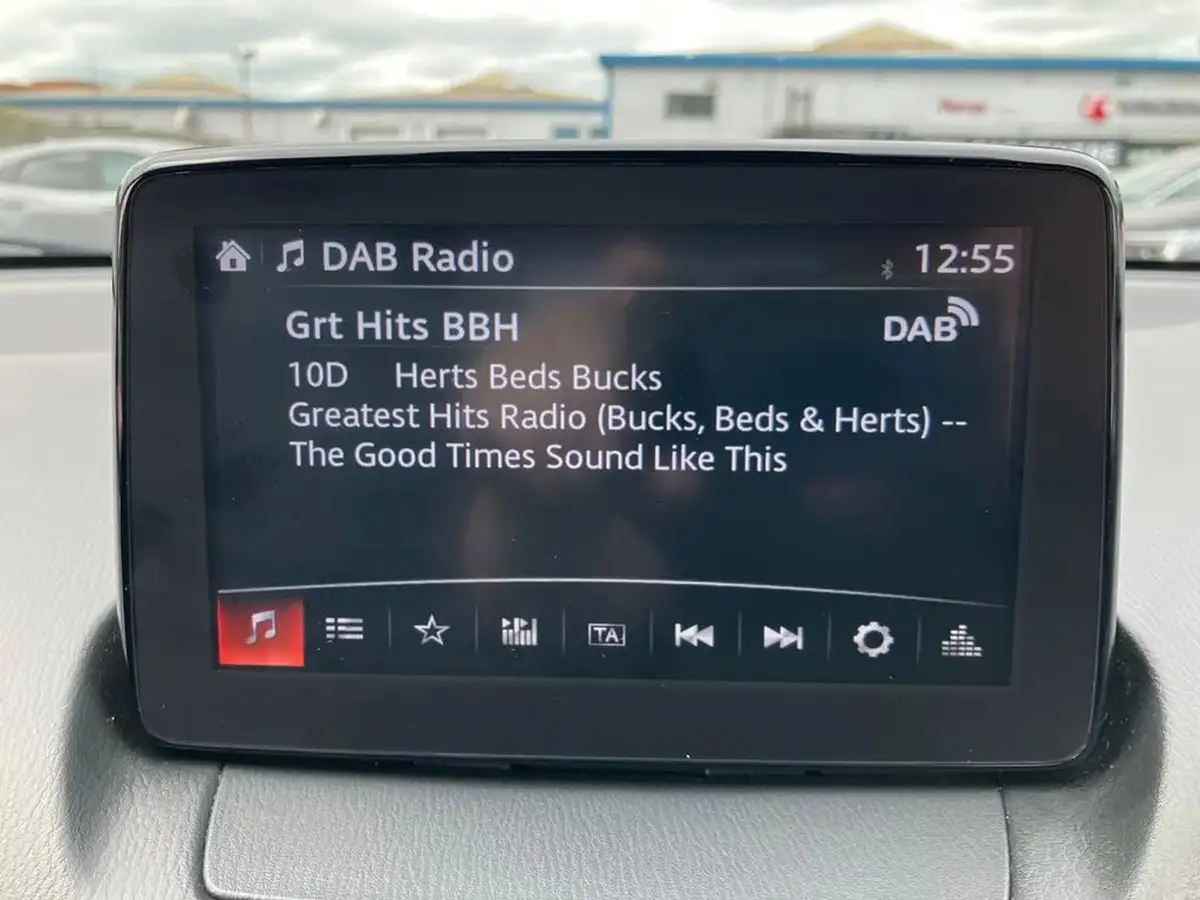 DAB Radio 12:55
Grt Hits BBH DAB
10D Herts Beds Bucks
Greatest Hits Radio (Bucks, Beds & Herts) --
The Good Times Sound Like This
TA